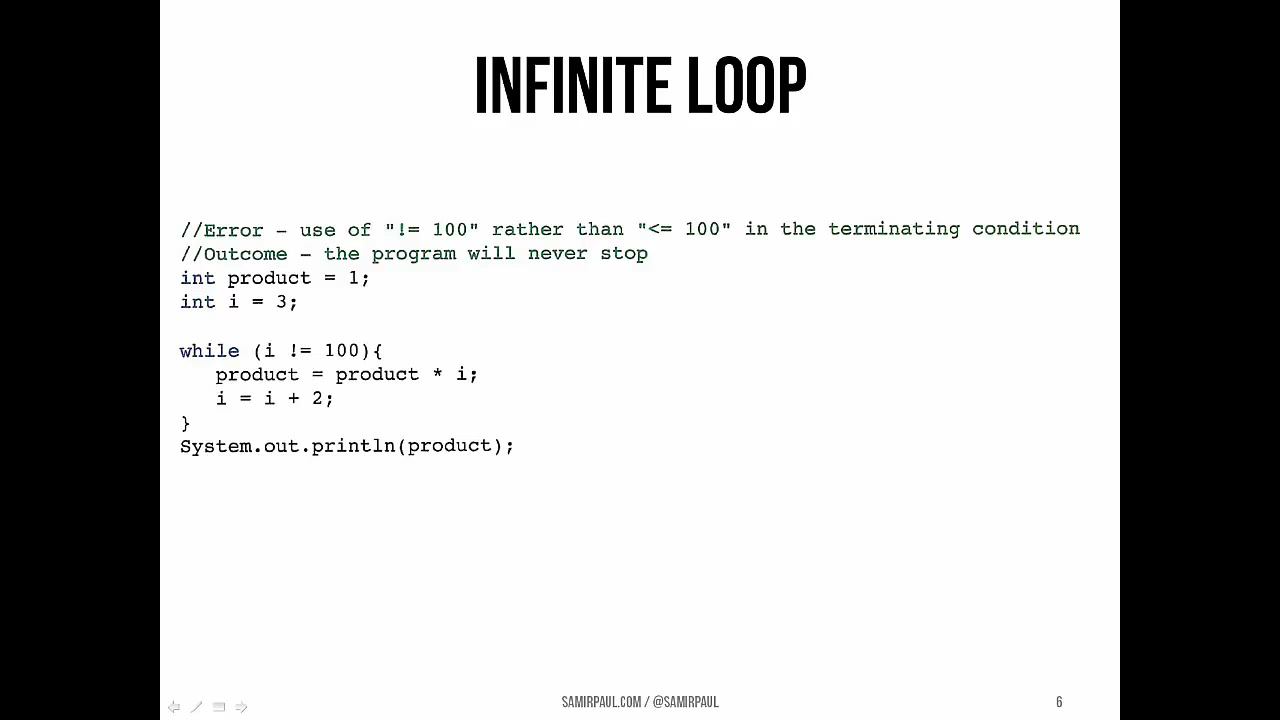 INFINITE LOOP
//Error – use of "!= 100" rather than "<= 100" in the terminating condition
//Outcome – the program will never stop
int product = 1;
int i = 3;
while (i != 100){
product = product * i;
i = i + 2;
}
System.out.println(product);
SAMIRPAUL.COM / @SAMIRPAUL
6